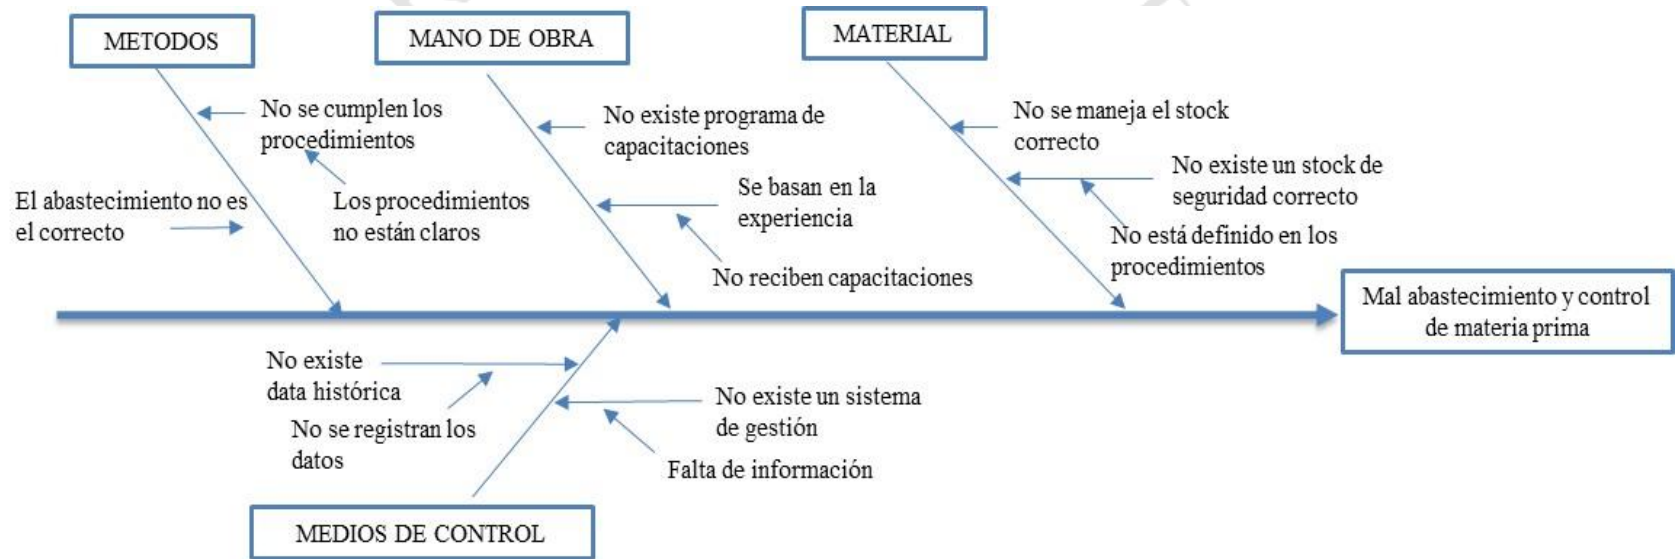 METODOS
MANO DE OBRA
MATERIAL
No se cumplen los
procedimientos
Los procedimientos
no están claros
El abastecimiento no es
el correcto
No existe programa de
capacitaciones
Se basan en la
experiencia
No reciben capacitaciones
No se maneja el stock
correcto
No existe un stock de
seguridad correcto
No está definido en los
procedimientos
Mal abastecimiento y control
de materia prima
No existe
data histórica
No se registran los
datos
No existe un sistema
de gestión
Falta de información
MEDIOS DE CONTROL